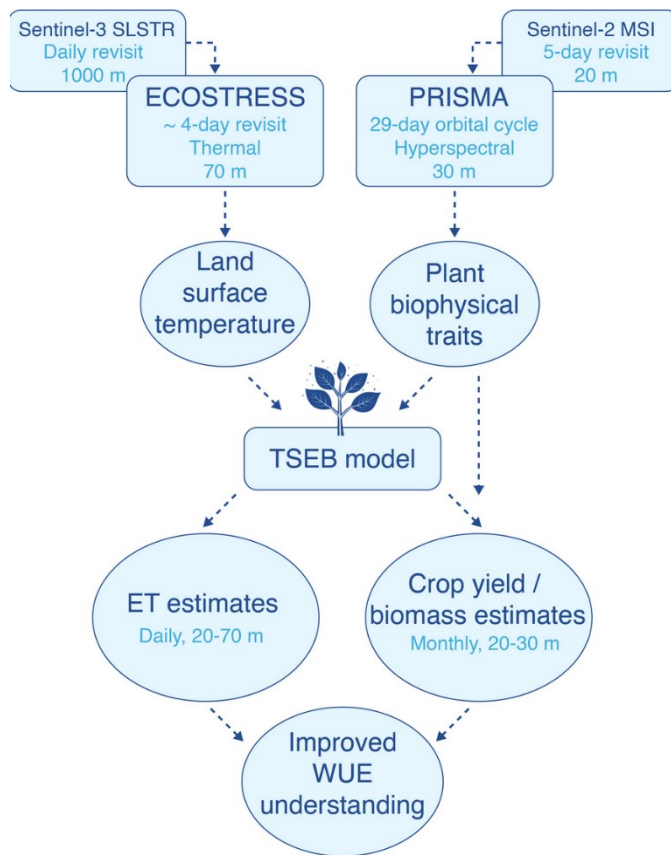 Sentinel-3 SLSTR
Daily revisit
1000 m
ECOSTRESS
~ 4-day revisit
Thermal
70 m
Sentinel-2 MSI
5-day revisit
20 m
PRISMA
29-day orbital cycle
Hyperspectral
30 m
Land
surface
temperature
Plant
biophysical
traits
TSEB model
ET estimates
Daily, 20-70 m
Crop yield /
biomass estimates
Monthly, 20-30 m
Improved
WUE
understanding